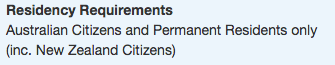 Residency Requirements
Australian Citizens and Permanent Residents only
(inc. New Zealand Citizens)